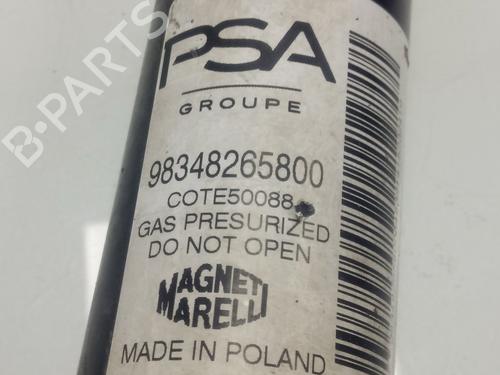 PSA
GROUPE
98348265800
COTE50088
GAS PRESURIZED
DO NOT OPEN
MAGNETI
MARELLI
MADE IN POLAND
B-PARTS